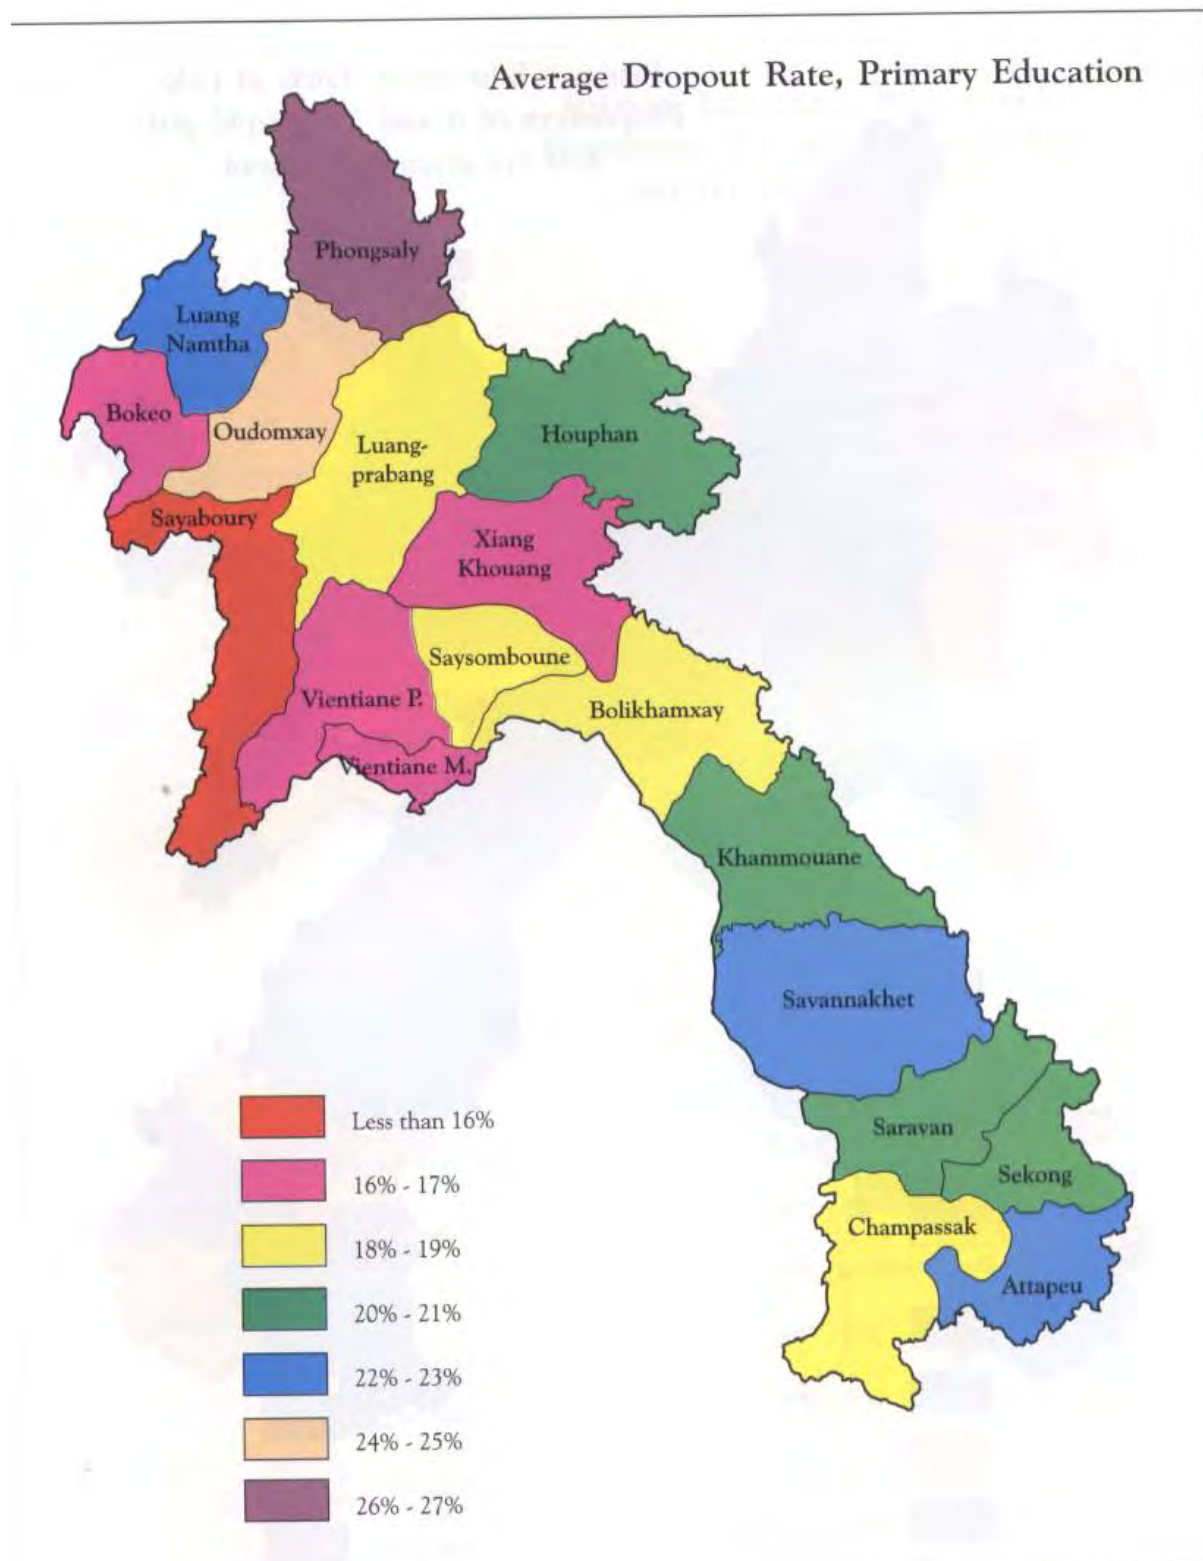 Average Dropout Rate, Primary Education
Phongsaly
Luang
Namtha
Bokeo
Oudomxay
Luang-
prabang
Houphan
Sayaboury
Xiang
Khouang
Saysomboune
Vientiane P.
Bolikhamxay
Vientiane M.
Khammouane
Savannakhet
Saravan
Sekong
Champassak
Attapeu
Less than 16%
16% - 17%
18% - 19%
20% - 21%
22% - 23%
24% - 25%
26% - 27%